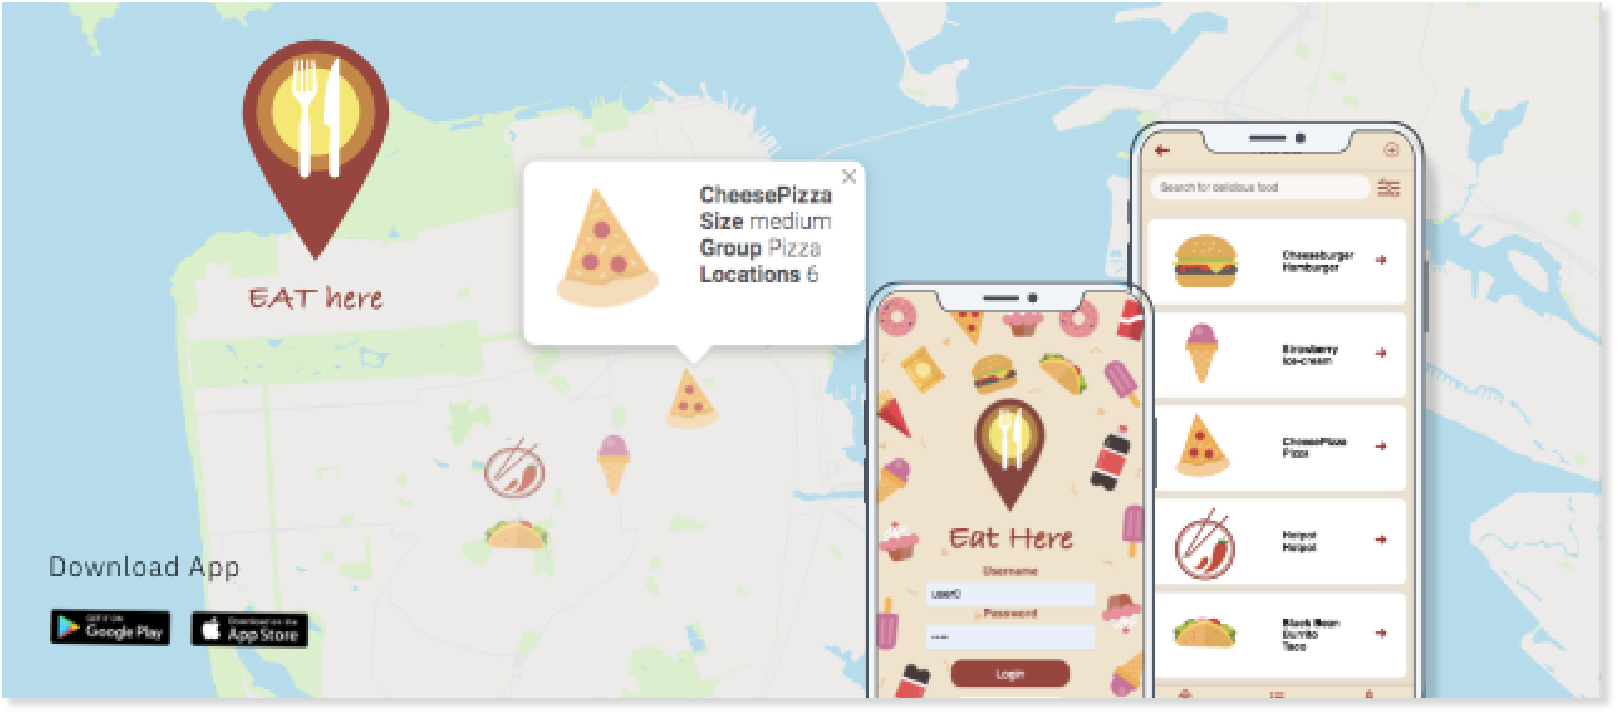 EAT here
CheesePizza
Size medium
Group Pizza
Locations 6
Download App
GET IT ON
Google Play
Download on the
App Store
Eat Here
Username
user0
Password
Login
Search for delicious food
Cheeseburger
Hamburger
Strawberry
Ice-cream
CheesePizza
Pizza
Hotpot
Hotpot
Black Bean
Burrito
Taco